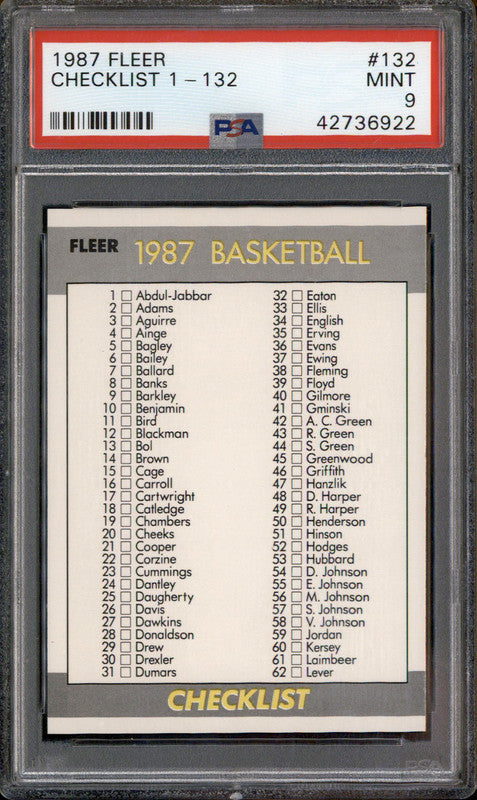 1987 FLEER #132
CHECKLIST 1 - 132 MINT
9
PSA 42736922
FLEER 1987 BASKETBALL
1 Abdul-Jabbar
2 Adams
3 Aguirre
4 Ainge
5 Bagley
6 Bailey
7 Ballard
8 Banks
9 Barkley
10 Benjamin
11 Bird
12 Blackman
13 Bol
14 Brown
15 Cage
16 Carroll
17 Cartwright
18 Catledge
19 Chambers
20 Cheeks
21 Cooper
22 Corzine
23 Cummings
24 Dantley
25 Daugherty
26 Davis
27 Dawkins
28 Donaldson
29 Drew
30 Drexler
31 Dumars
32 Eaton
33 Ellis
34 English
35 Erving
36 Evans
37 Ewing
38 Fleming
39 Floyd
40 Gilmore
41 Gminski
42 A. C. Green
43 R. Green
44 S. Green
45 Greenwood
46 Griffith
47 Hanzlik
48 D. Harper
49 R. Harper
50 Henderson
51 Hinson
52 Hodges
53 Hubbard
54 D. Johnson
55 E. Johnson
56 M. Johnson
57 S. Johnson
58 V. Johnson
59 Jordan
60 Kersey
61 Laimbeer
62 Lever
CHECKLIST
PSA